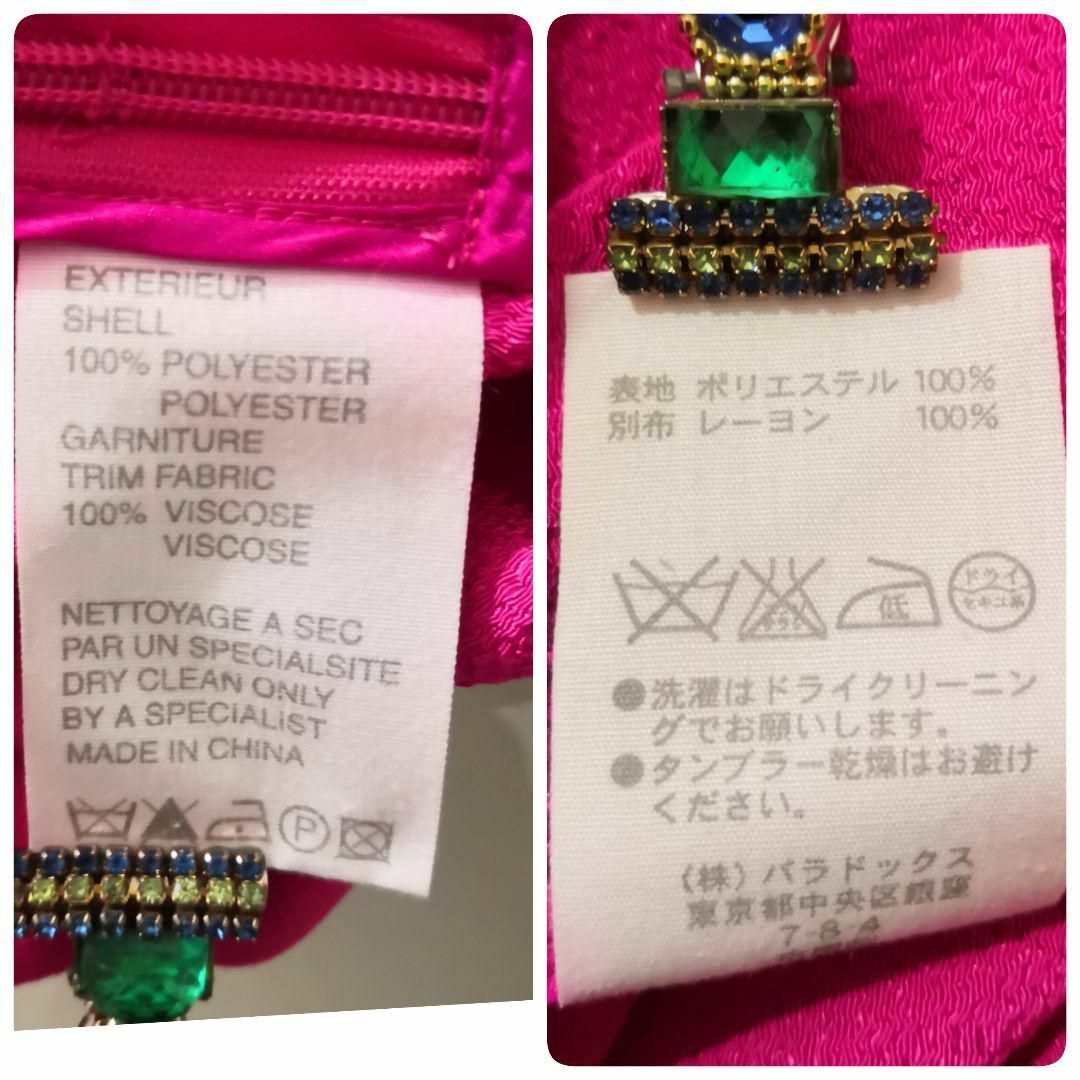 EXTERIEUR
SHELL
100% POLYESTER
POLYESTER
GARNITURE
TRIM FABRIC
100% VISCOSE
VISCOSE
NETTOYAGE A SEC
PAR UN SPECIALSITE
DRY CLEAN ONLY
BY A SPECIALIST
MADE IN CHINA
P
表地 ポリエステル 100%
別布 レーヨン 100%
低
ドライ
セキユ系
●洗濯はドライクリーニン
グでお願いします。
●タンブラー乾燥はお避け
ください。
(株)パラドックス
東京都中央区銀座
7-8-4